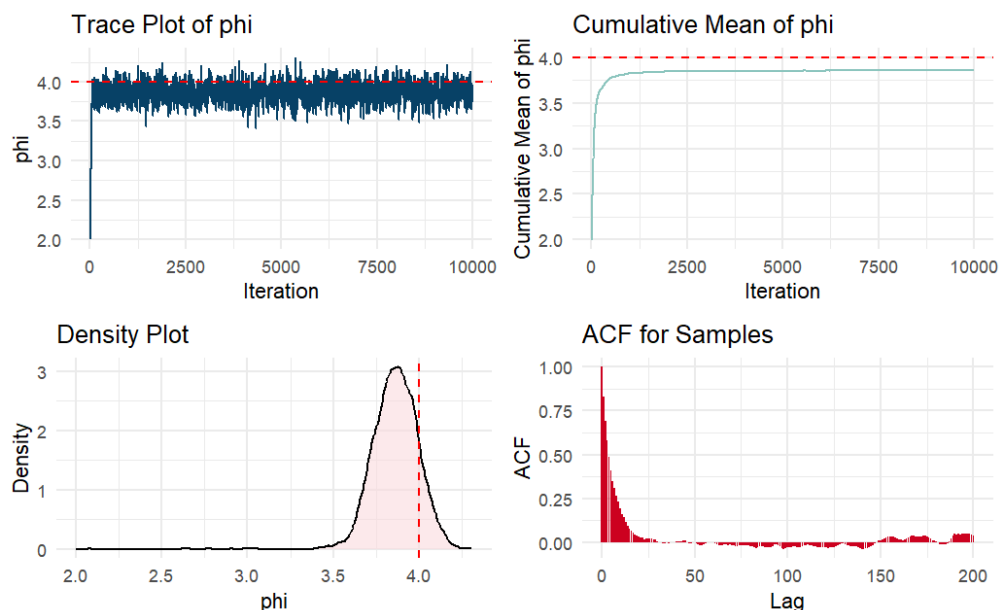 Trace Plot of phi
phi
4.0
3.5
3.0
2.5
2.0
0 2500 5000 7500 10000
Iteration
Cumulative Mean of phi
Cumulative Mean of phi
4.0
3.5
3.0
2.5
2.0
0 2500 5000 7500 10000
Iteration
Density Plot
Density
3
2
1
0
2.0 2.5 3.0 3.5 4.0
phi
ACF for Samples
ACF
1.00
0.75
0.50
0.25
0.00
0 50 100 150 200
Lag